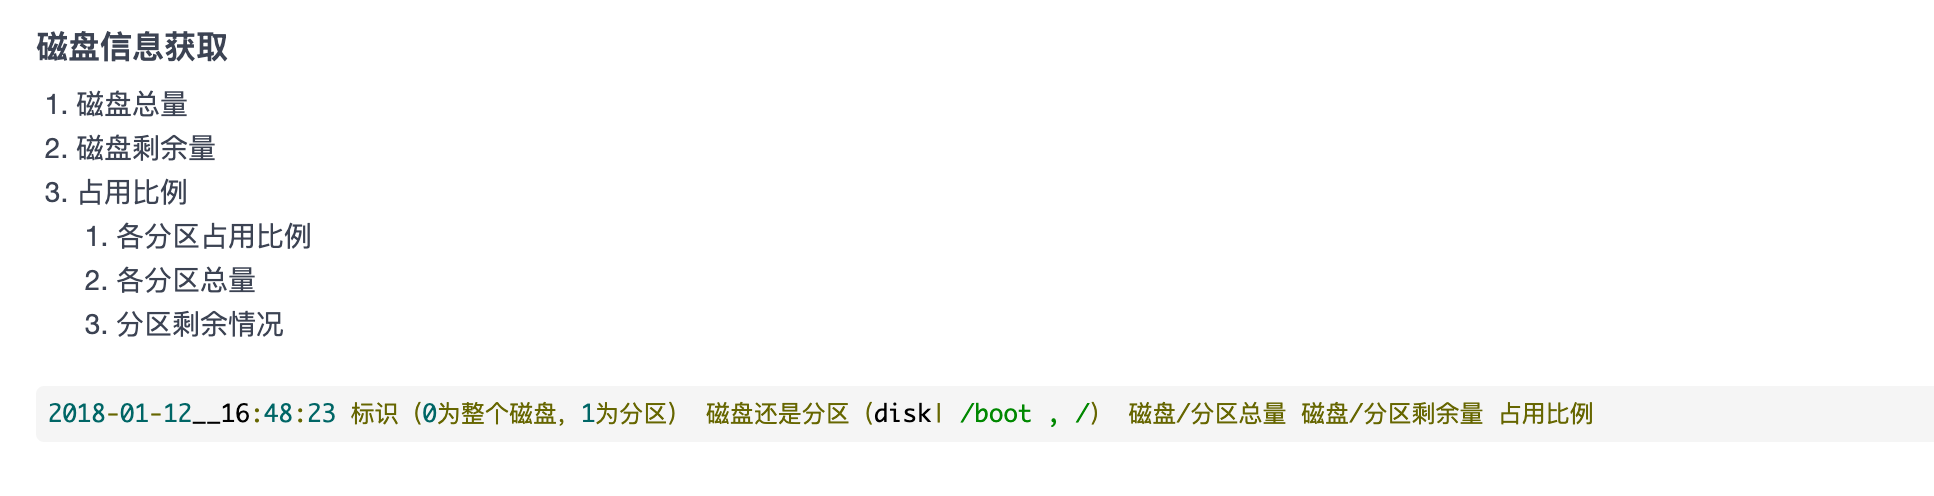 磁盘信息获取
1. 磁盘总量
2. 磁盘剩余量
3. 占用比例
1. 各分区占用比例
2. 各分区总量
3. 分区剩余情况
2018-01-12__16:48:23 标识（0为整个磁盘，1为分区） 磁盘还是分区（disk| /boot , /） 磁盘/分区总量 磁盘/分区剩余量 占用比例